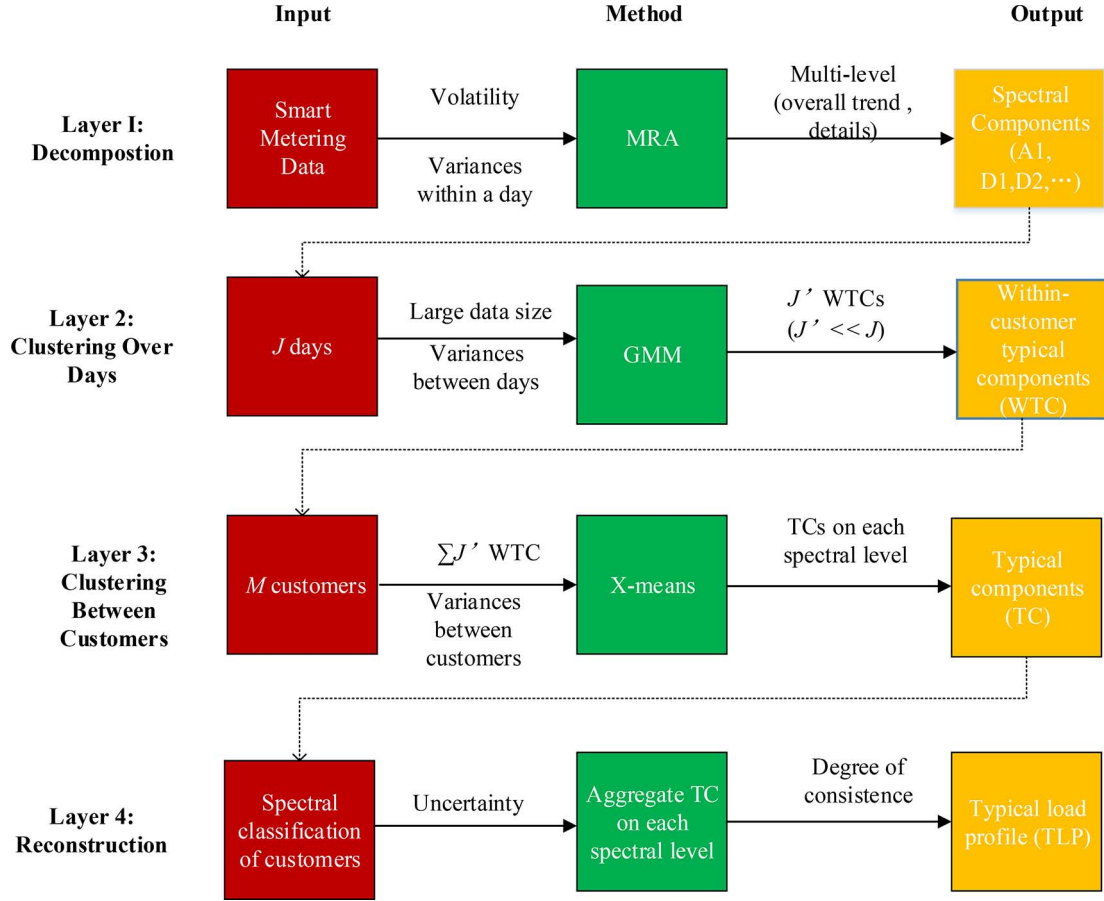 Input
Method
Output
Layer I:
Decompostion
Smart
Metering
Data
Volatility
Variances
within a day
MRA
Multi-level
(overall trend ,
details)
Spectral
Components
(A1,
D1,D2,⋯)
Layer 2:
Clustering Over
Days
J days
Large data size
Variances
between days
GMM
J’ WTCs
(J’ << J)
Within-
customer
typical
components
(WTC)
Layer 3:
Clustering
Between
Customers
M customers
∑J’ WTC
Variances
between
customers
X-means
TCs on each
spectral level
Typical
components
(TC)
Layer 4:
Reconstruction
Spectral
classification
of customers
Uncertainty
Aggregate TC
on each
spectral level
Degree of
consistence
Typical load
profile (TLP)